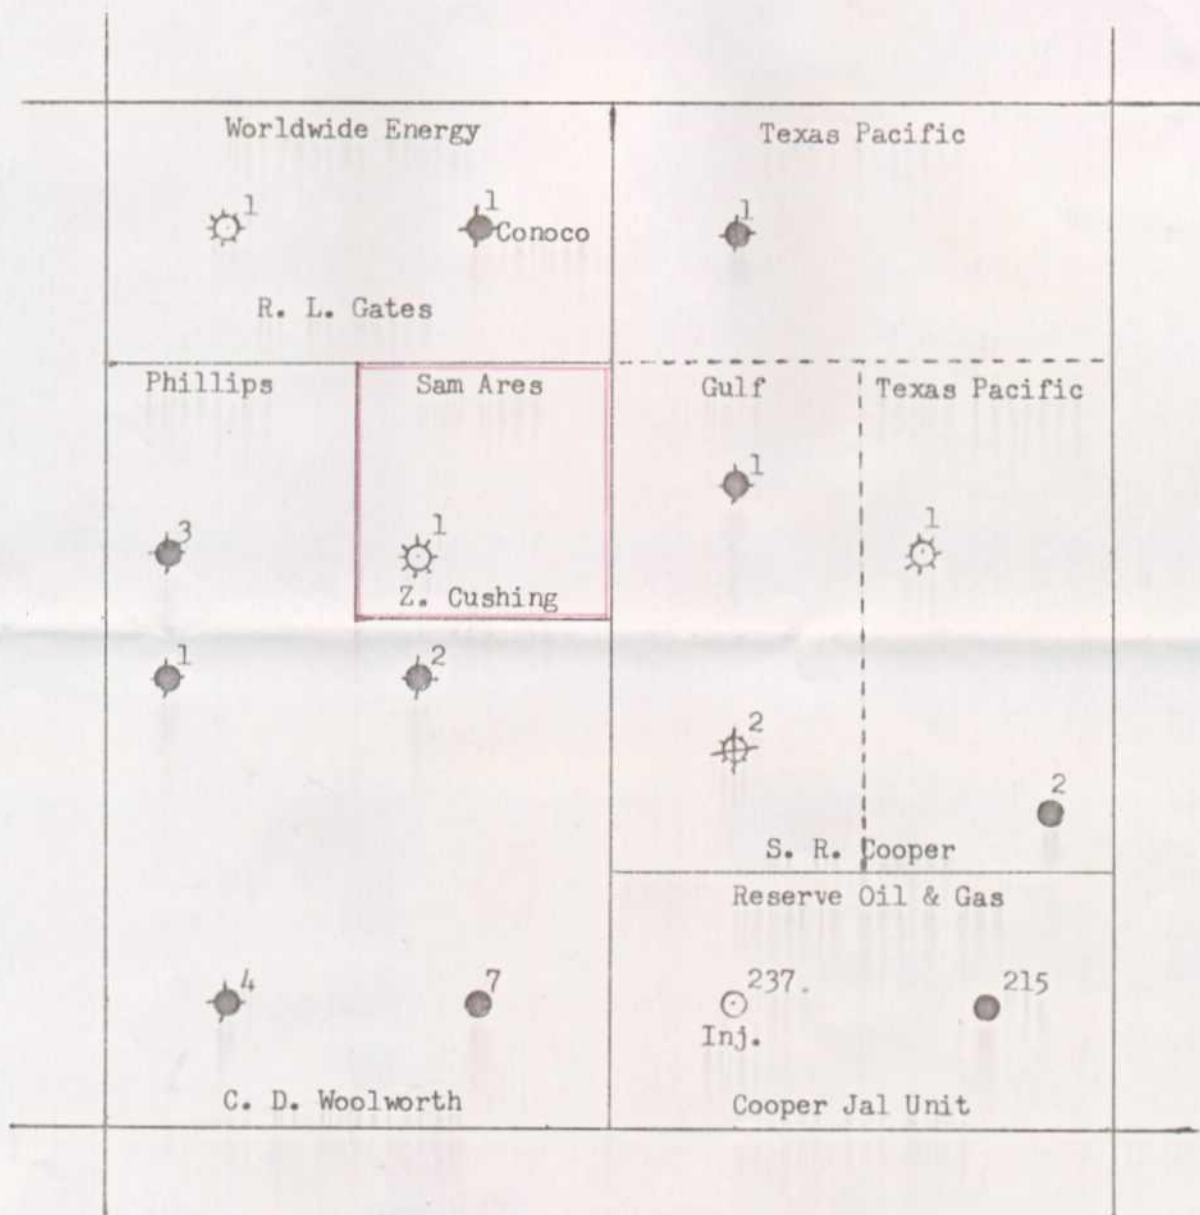 Worldwide Energy
1
1
Conoco
R. L. Gates
Texas Pacific
1
Phillips
3
Sam Ares
1
Z. Cushing
Gulf
1
Texas Pacific
1
1
2
2
2
S. R. Cooper
4
7
C. D. Woolworth
Reserve Oil & Gas
237.
Inj.
215
Cooper Jal Unit